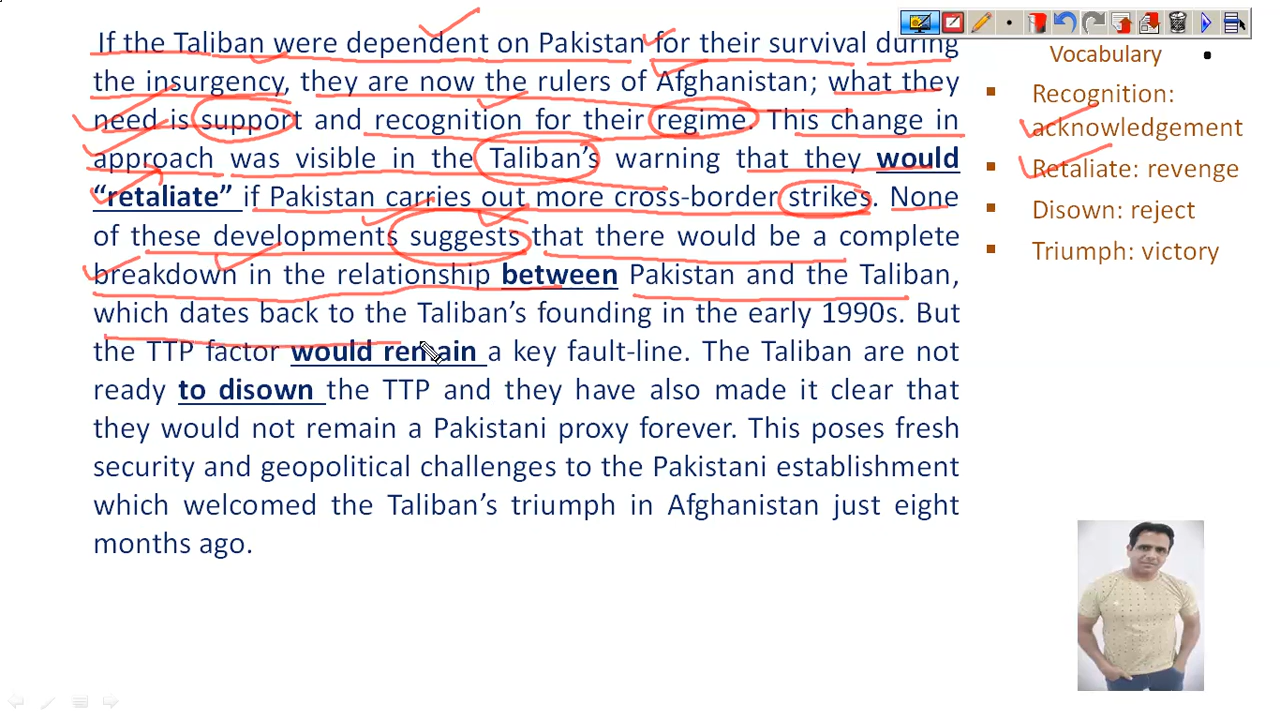 If the Taliban were dependent on Pakistan for their survival during
the insurgency, they are now the rulers of Afghanistan; what they
need is support and recognition for their regime. This change in
approach was visible in the Taliban’s warning that they would
“retaliate” if Pakistan carries out more cross-border strikes. None
of these developments suggests that there would be a complete
breakdown in the relationship between Pakistan and the Taliban,
which dates back to the Taliban’s founding in the early 1990s. But
the TTP factor would remain a key fault-line. The Taliban are not
ready to disown the TTP and they have also made it clear that
they would not remain a Pakistani proxy forever. This poses fresh
security and geopolitical challenges to the Pakistani establishment
which welcomed the Taliban’s triumph in Afghanistan just eight
months ago.
Vocabulary
Recognition:
acknowledgement
Retaliate: revenge
Disown: reject
Triumph: victory